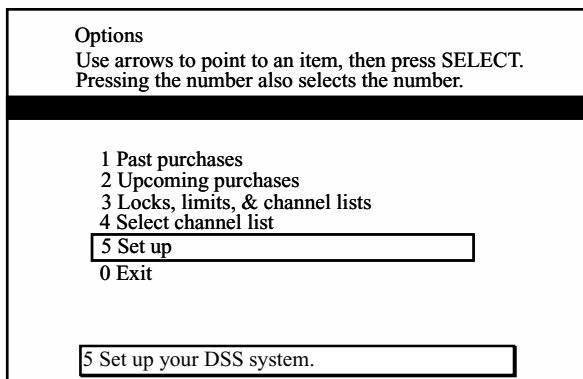 Options
Use arrows to point to an item, then press SELECT.
Pressing the number also selects the number.
1 Past purchases
2 Upcoming purchases
3 Locks, limits, & channel lists
4 Select channel list
5 Set up
0 Exit
5 Set up your DSS system.